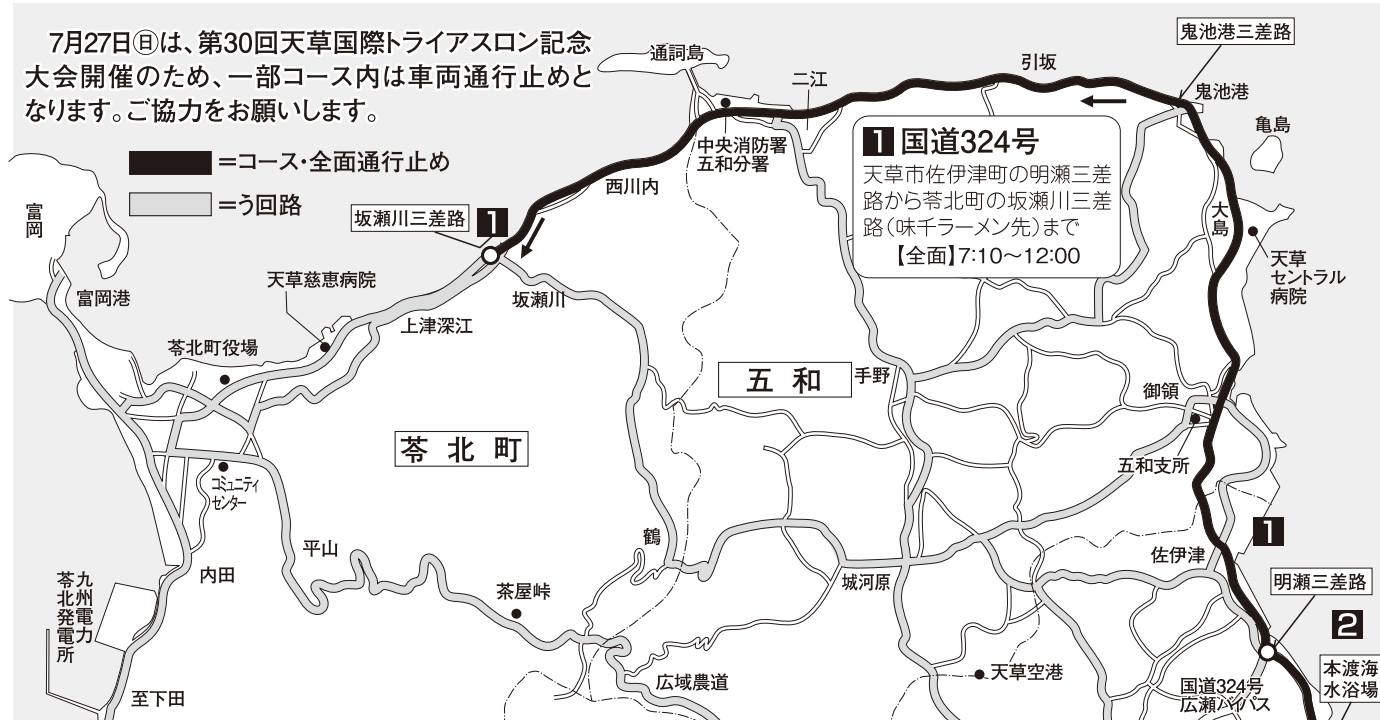 7月27日㊐は、第30回天草国際トライアスロン記念
大会開催のため、一部コース内は車両通行止めと
なります。ご協力をお願いします。
=コース・全面通行止め
=う回路
鬼池港三差路
通詞島
二江
引坂
鬼池港
亀島
中央消防署
五和分署
1 国道324号
天草市佐伊津町の明瀬三差
路から苓北町の坂瀬川三差
路(味千ラーメン先)まで
【全面】7:10〜12:00
西川内
富岡
坂瀬川三差路
1
大島
天草
セントラル
病院
天草慈恵病院
坂瀬川
富岡港
上津深江
苓北町役場
五和
手野
御領
苓北町
五和支所
コミュニティ
センター
1
鶴
平山
佐伊津
内田
城河原
明瀬三差路
九州電力
苓北発電所
茶屋峠
2
天草空港
本渡海
水浴場
広域農道
国道324号
広瀬バイパス
至下田